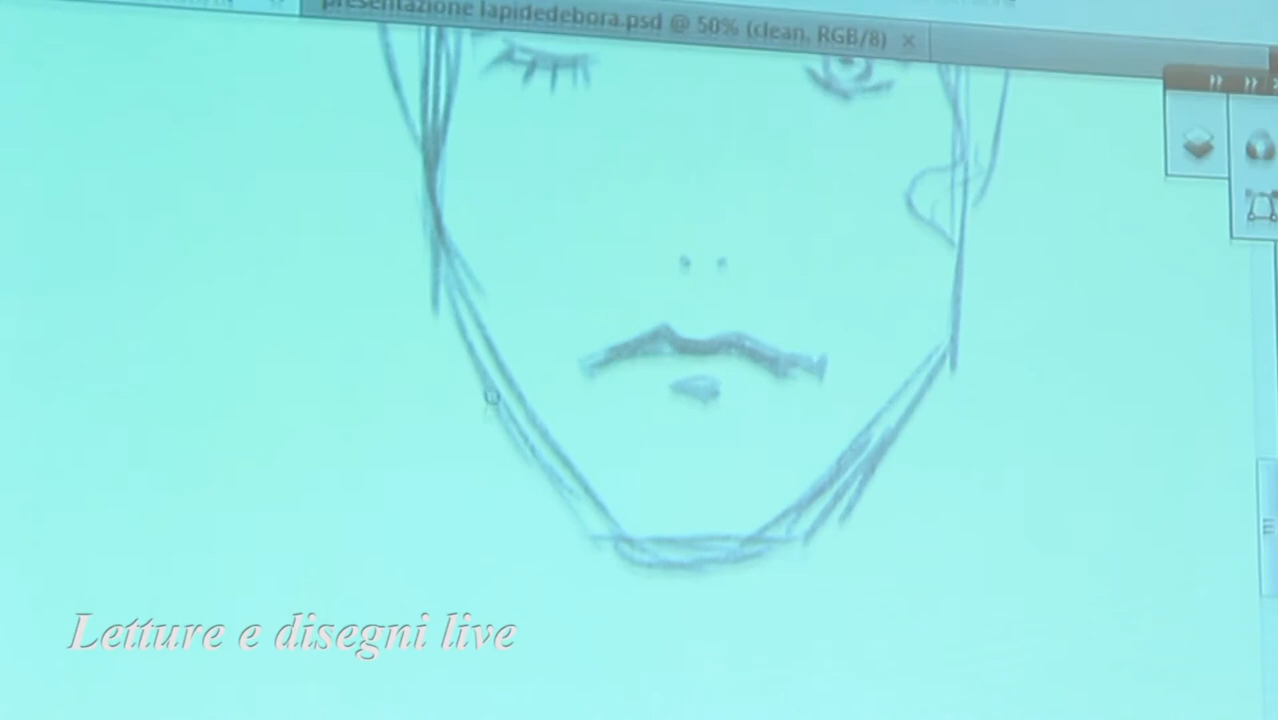 presentazione lapidedebora.psd @ 50% (clean, RGB/8) ×
Letture e disegni live